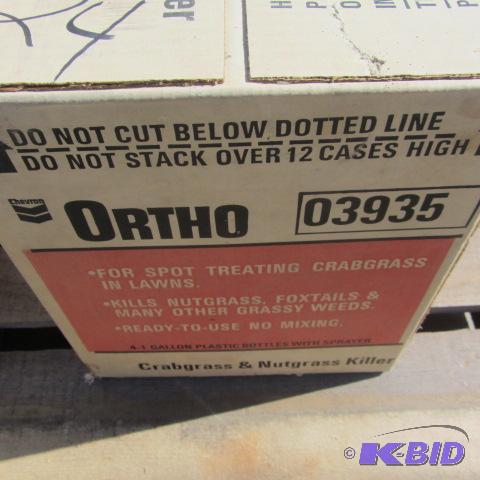 DO NOT CUT BELOW DOTTED LINE
DO NOT STACK OVER 12 CASES HIGH
Chevron
ORTHO
03935
•FOR SPOT TREATING CRABGRASS
IN LAWNS.
•KILLS NUTGRASS, FOXTAILS &
MANY OTHER GRASSY WEEDS.
•READY-TO-USE NO MIXING.
4-1 GALLON PLASTIC BOTTLES WITH SPRAYER
Crabgrass & Nutgrass Killer
© K-BID